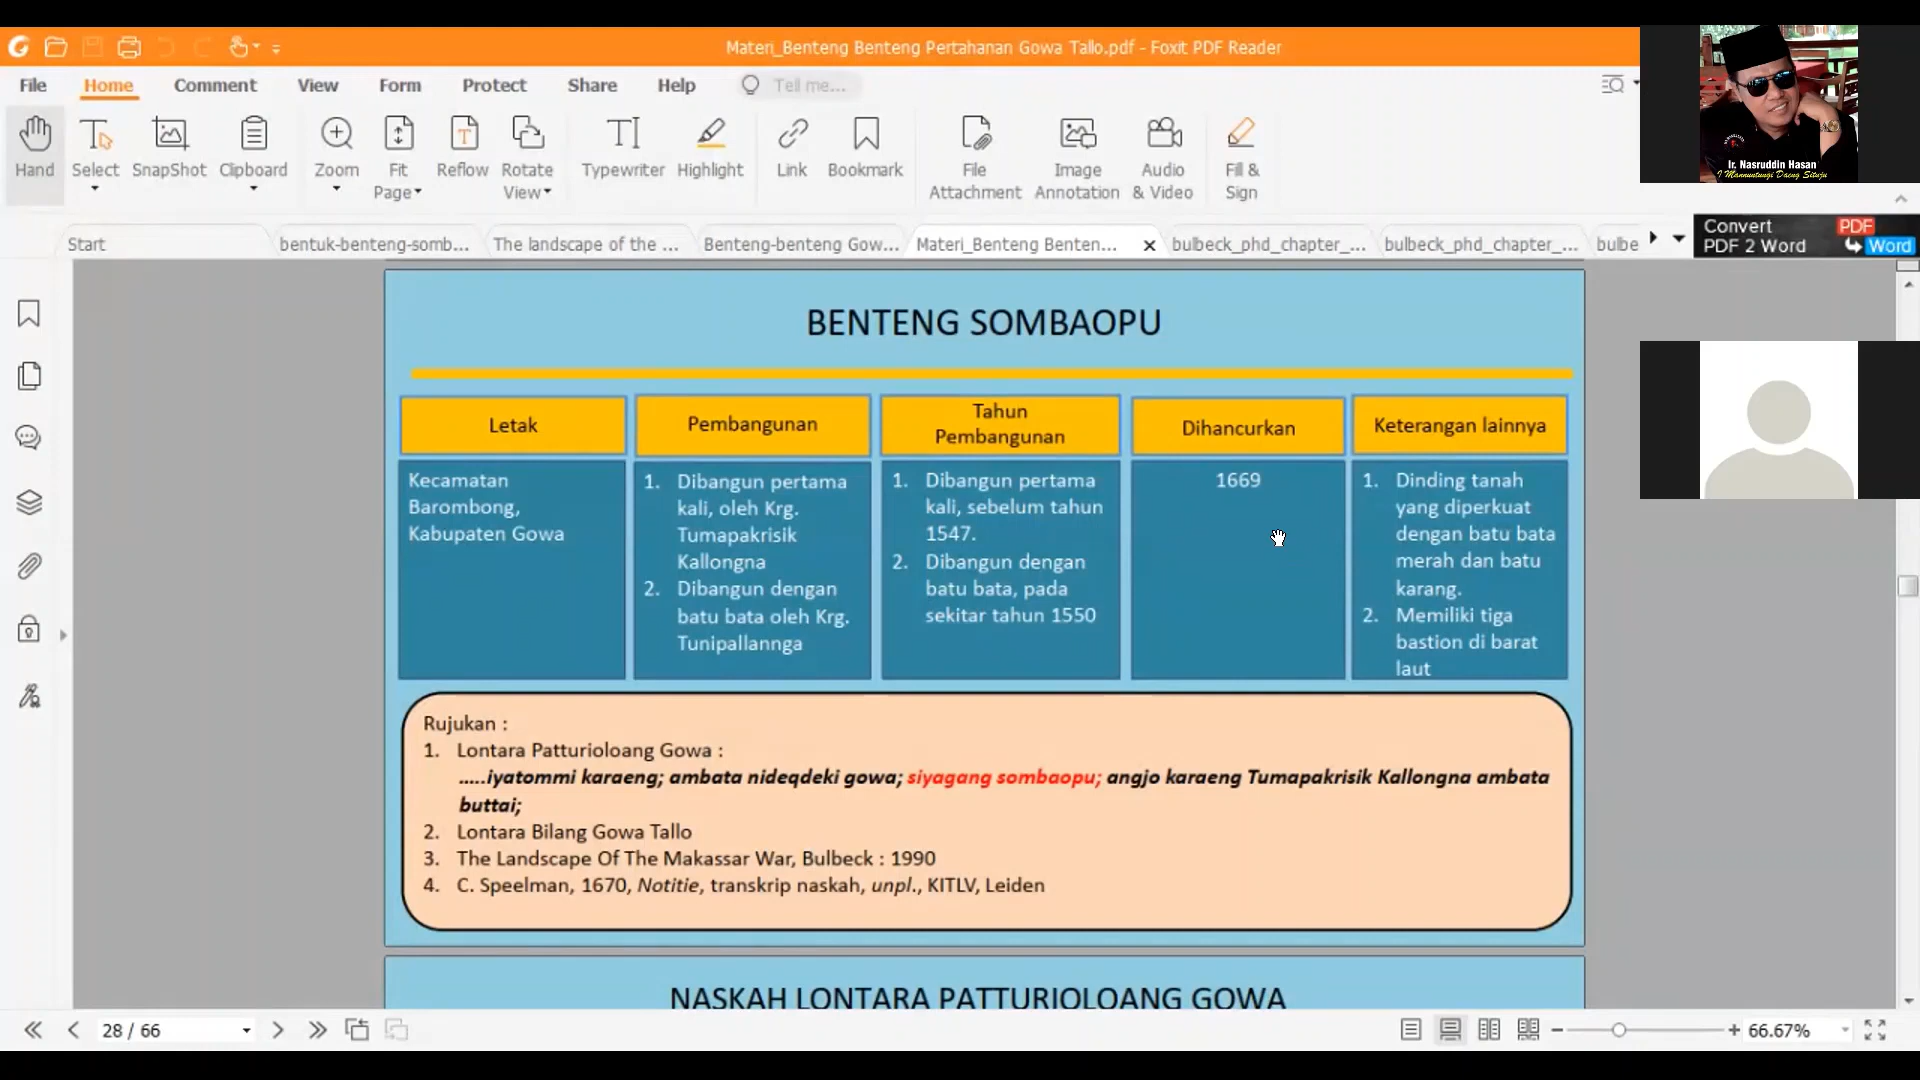 Materi_Benteng Benteng Pertahanan Gowa Tallo.pdf - Foxit PDF Reader
File Home Comment View Form Protect Share Help Tell me...
Hand Select SnapShot Clipboard Zoom Fit Page Reflow Rotate View Typewriter Highlight Link Bookmark File Attachment Image Annotation Audio & Video Fill & Sign
Ir. Nasruddin Hasan
I Mannuntungi Daeng Situju
Start bentuk-benteng-somb... The landscape of the ... Benteng-benteng Gow... Materi_Benteng Benten... bulbeck_phd_chapter_... bulbeck_phd_chapter_... bulbe
Convert PDF
PDF 2 Word Word
BENTENG SOMBAOPU
Letak
Kecamatan
Barombong,
Kabupaten Gowa
Pembangunan
1. Dibangun pertama
kali, oleh Krg.
Tumapakrisik
Kallongna
2. Dibangun dengan
batu bata oleh Krg.
Tunipallannga
Tahun
Pembangunan
1. Dibangun pertama
kali, sebelum tahun
1547.
2. Dibangun dengan
batu bata, pada
sekitar tahun 1550
Dihancurkan
1669
Keterangan lainnya
1. Dinding tanah
yang diperkuat
dengan batu bata
merah dan batu
karang.
2. Memiliki tiga
bastion di barat
laut
Rujukan :
1. Lontara Patturioloang Gowa :
.....iyatommi karaeng; ambata nideqdeki gowa; siyagang sombaopu; angjo karaeng Tumapakrisik Kallongna ambata
buttai;
2. Lontara Bilang Gowa Tallo
3. The Landscape Of The Makassar War, Bulbeck : 1990
4. C. Speelman, 1670, Notitie, transkrip naskah, unpl., KITLV, Leiden
NASKAH LONTARA PATTURIOLOANG GOWA
28 / 66
66.67%